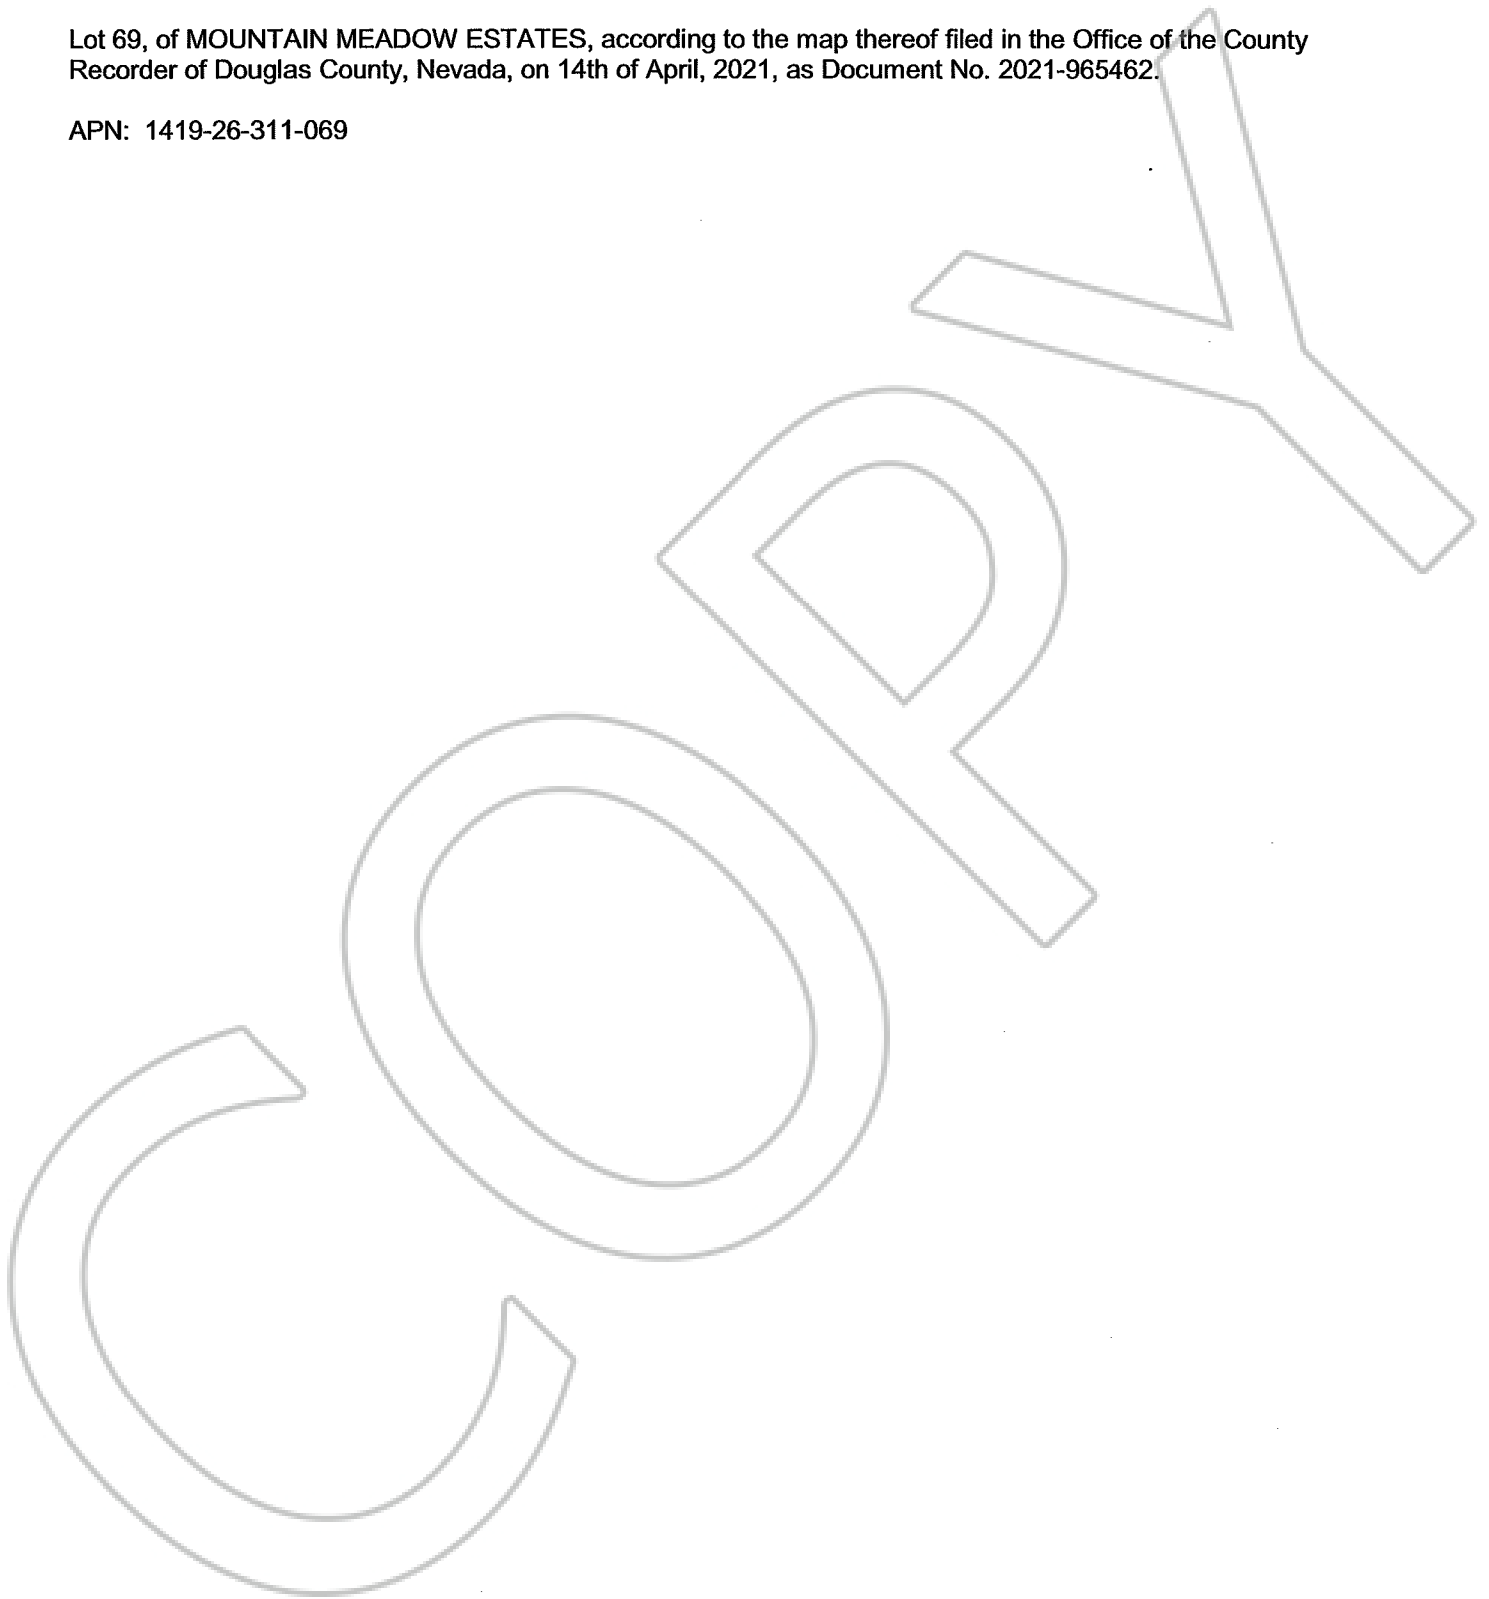 Lot 69, of MOUNTAIN MEADOW ESTATES, according to the map thereof filed in the Office of the County
Recorder of Douglas County, Nevada, on 14th of April, 2021, as Document No. 2021-965462.
APN: 1419-26-311-069
COPY